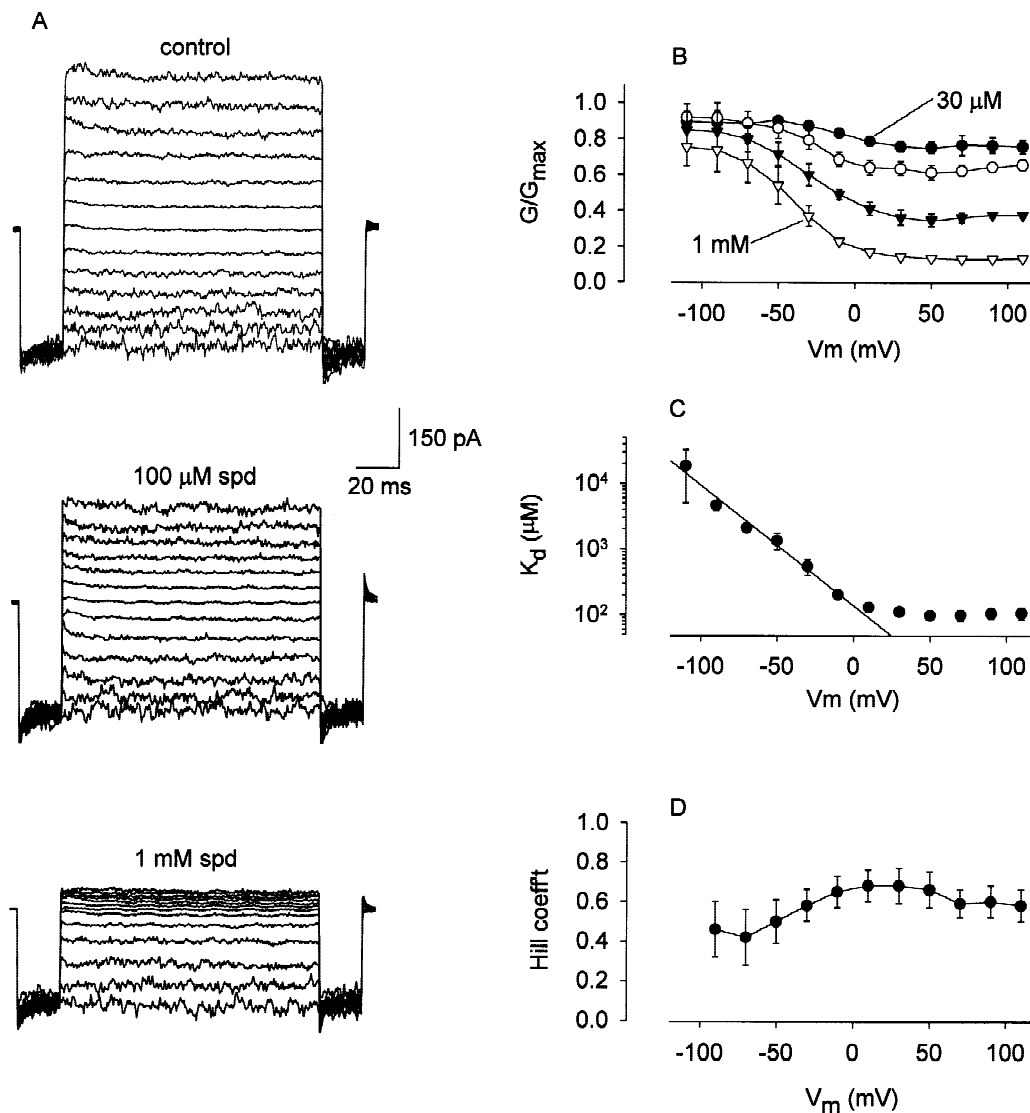 A
control
150 pA
20 ms
100 μM spd
1 mM spd
B
1.0
0.8
0.6
0.4
0.2
0.0
G/Gmax
30 μM
1 mM
-100 -50 0 50 100
Vm (mV)
C
10⁴
10³
10²
Kd (μM)
-100 -50 0 50 100
Vm (mV)
D
1.0
0.8
0.6
0.4
0.2
0.0
Hill coefft
-100 -50 0 50 100
Vm (mV)